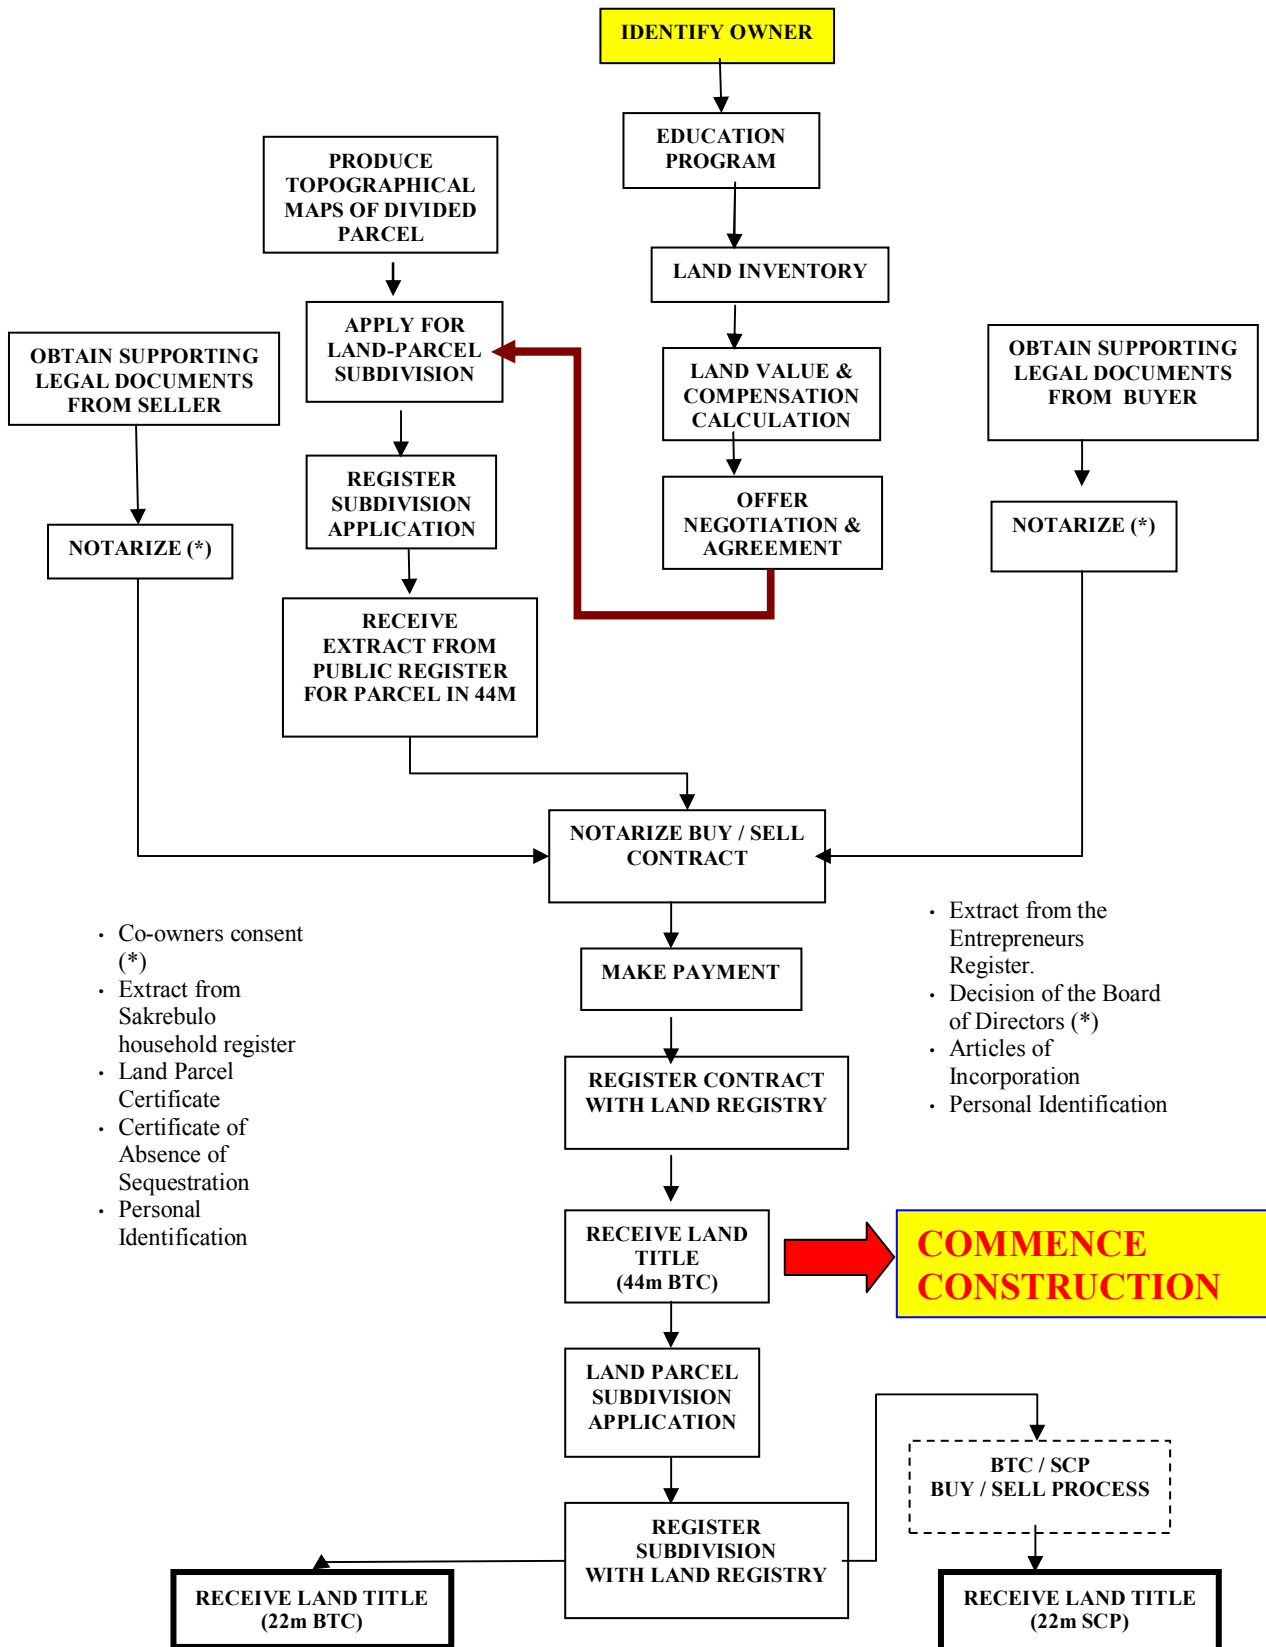 IDENTIFY OWNER
EDUCATION
PROGRAM
PRODUCE
TOPOGRAPHICAL
MAPS OF DIVIDED
PARCEL
LAND INVENTORY
APPLY FOR
LAND-PARCEL
SUBDIVISION
OBTAIN SUPPORTING
LEGAL DOCUMENTS
FROM SELLER
LAND VALUE &
COMPENSATION
CALCULATION
OBTAIN SUPPORTING
LEGAL DOCUMENTS
FROM BUYER
REGISTER
SUBDIVISION
APPLICATION
OFFER
NEGOTIATION &
AGREEMENT
NOTARIZE (*)
NOTARIZE (*)
RECEIVE
EXTRACT FROM
PUBLIC REGISTER
FOR PARCEL IN 44M
NOTARIZE BUY / SELL
CONTRACT
• Co-owners consent
(*)
• Extract from
Sakrebulo
household register
• Land Parcel
Certificate
• Certificate of
Absence of
Sequestration
• Personal
Identification
• Extract from the
Entrepreneurs
Register.
• Decision of the Board
of Directors (*)
• Articles of
Incorporation
• Personal Identification
MAKE PAYMENT
REGISTER CONTRACT
WITH LAND REGISTRY
RECEIVE LAND
TITLE
(44m BTC)
COMMENCE
CONSTRUCTION
LAND PARCEL
SUBDIVISION
APPLICATION
BTC / SCP
BUY / SELL PROCESS
REGISTER
SUBDIVISION
WITH LAND REGISTRY
RECEIVE LAND TITLE
(22m BTC)
RECEIVE LAND TITLE
(22m SCP)